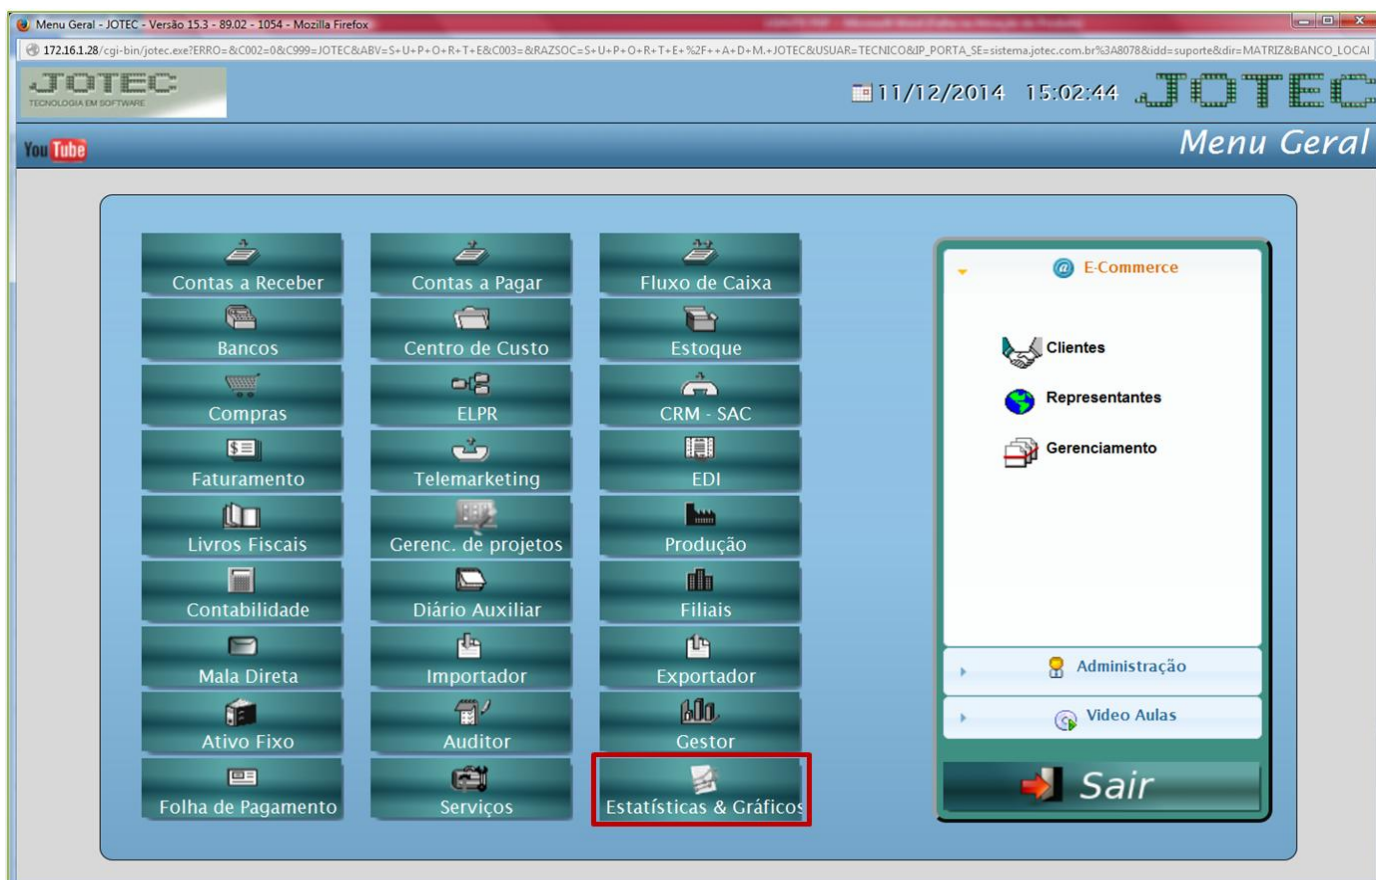 Menu Geral - JOTEC - Versão 15.3 - 89.02 - 1054 - Mozilla Firefox
172.16.1.28/cgi-bin/jotec.exe?ERRO=&C002=0&C999=JOTEC&ABV=S+U+P+O+R+T+E&C003=&RAZSOC=S+U+P+O+R+T+E+%2F++A+D+M.+JOTEC&USUAR=TECNICO&IP_PORTA_SE=sistema.jotec.com.br%3A8078&idd=suporte&dir=MATRIZ&BANCO_LOCAI
JOTEC
TECNOLOGIA EM SOFTWARE
11/12/2014 15:02:44 JOTEC
YouTube
Menu Geral
Contas a Receber
Contas a Pagar
Fluxo de Caixa
Bancos
Centro de Custo
Estoque
Compras
ELPR
CRM - SAC
Faturamento
Telemarketing
EDI
Livros Fiscais
Gerenc. de projetos
Produção
Contabilidade
Diário Auxiliar
Filiais
Mala Direta
Importador
Exportador
Ativo Fixo
Auditor
Gestor
Folha de Pagamento
Serviços
Estatísticas & Gráficos
E-Commerce
Clientes
Representantes
Gerenciamento
Administração
Video Aulas
Sair